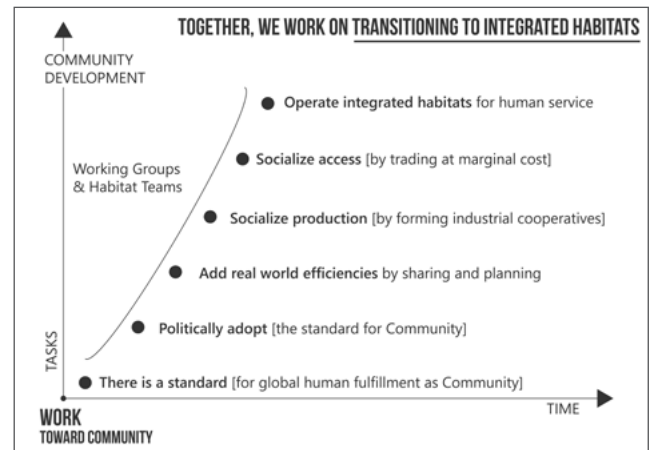 TOGETHER, WE WORK ON TRANSITIONING TO INTEGRATED HABITATS
COMMUNITY
DEVELOPMENT
Operate integrated habitats for human service
Socialize access [by trading at marginal cost]
Working Groups
& Habitat Teams
Socialize production [by forming industrial cooperatives]
Add real world efficiencies by sharing and planning
Politically adopt [the standard for Community]
TASKS
There is a standard [for global human fulfillment as Community]
TIME
WORK
TOWARD COMMUNITY